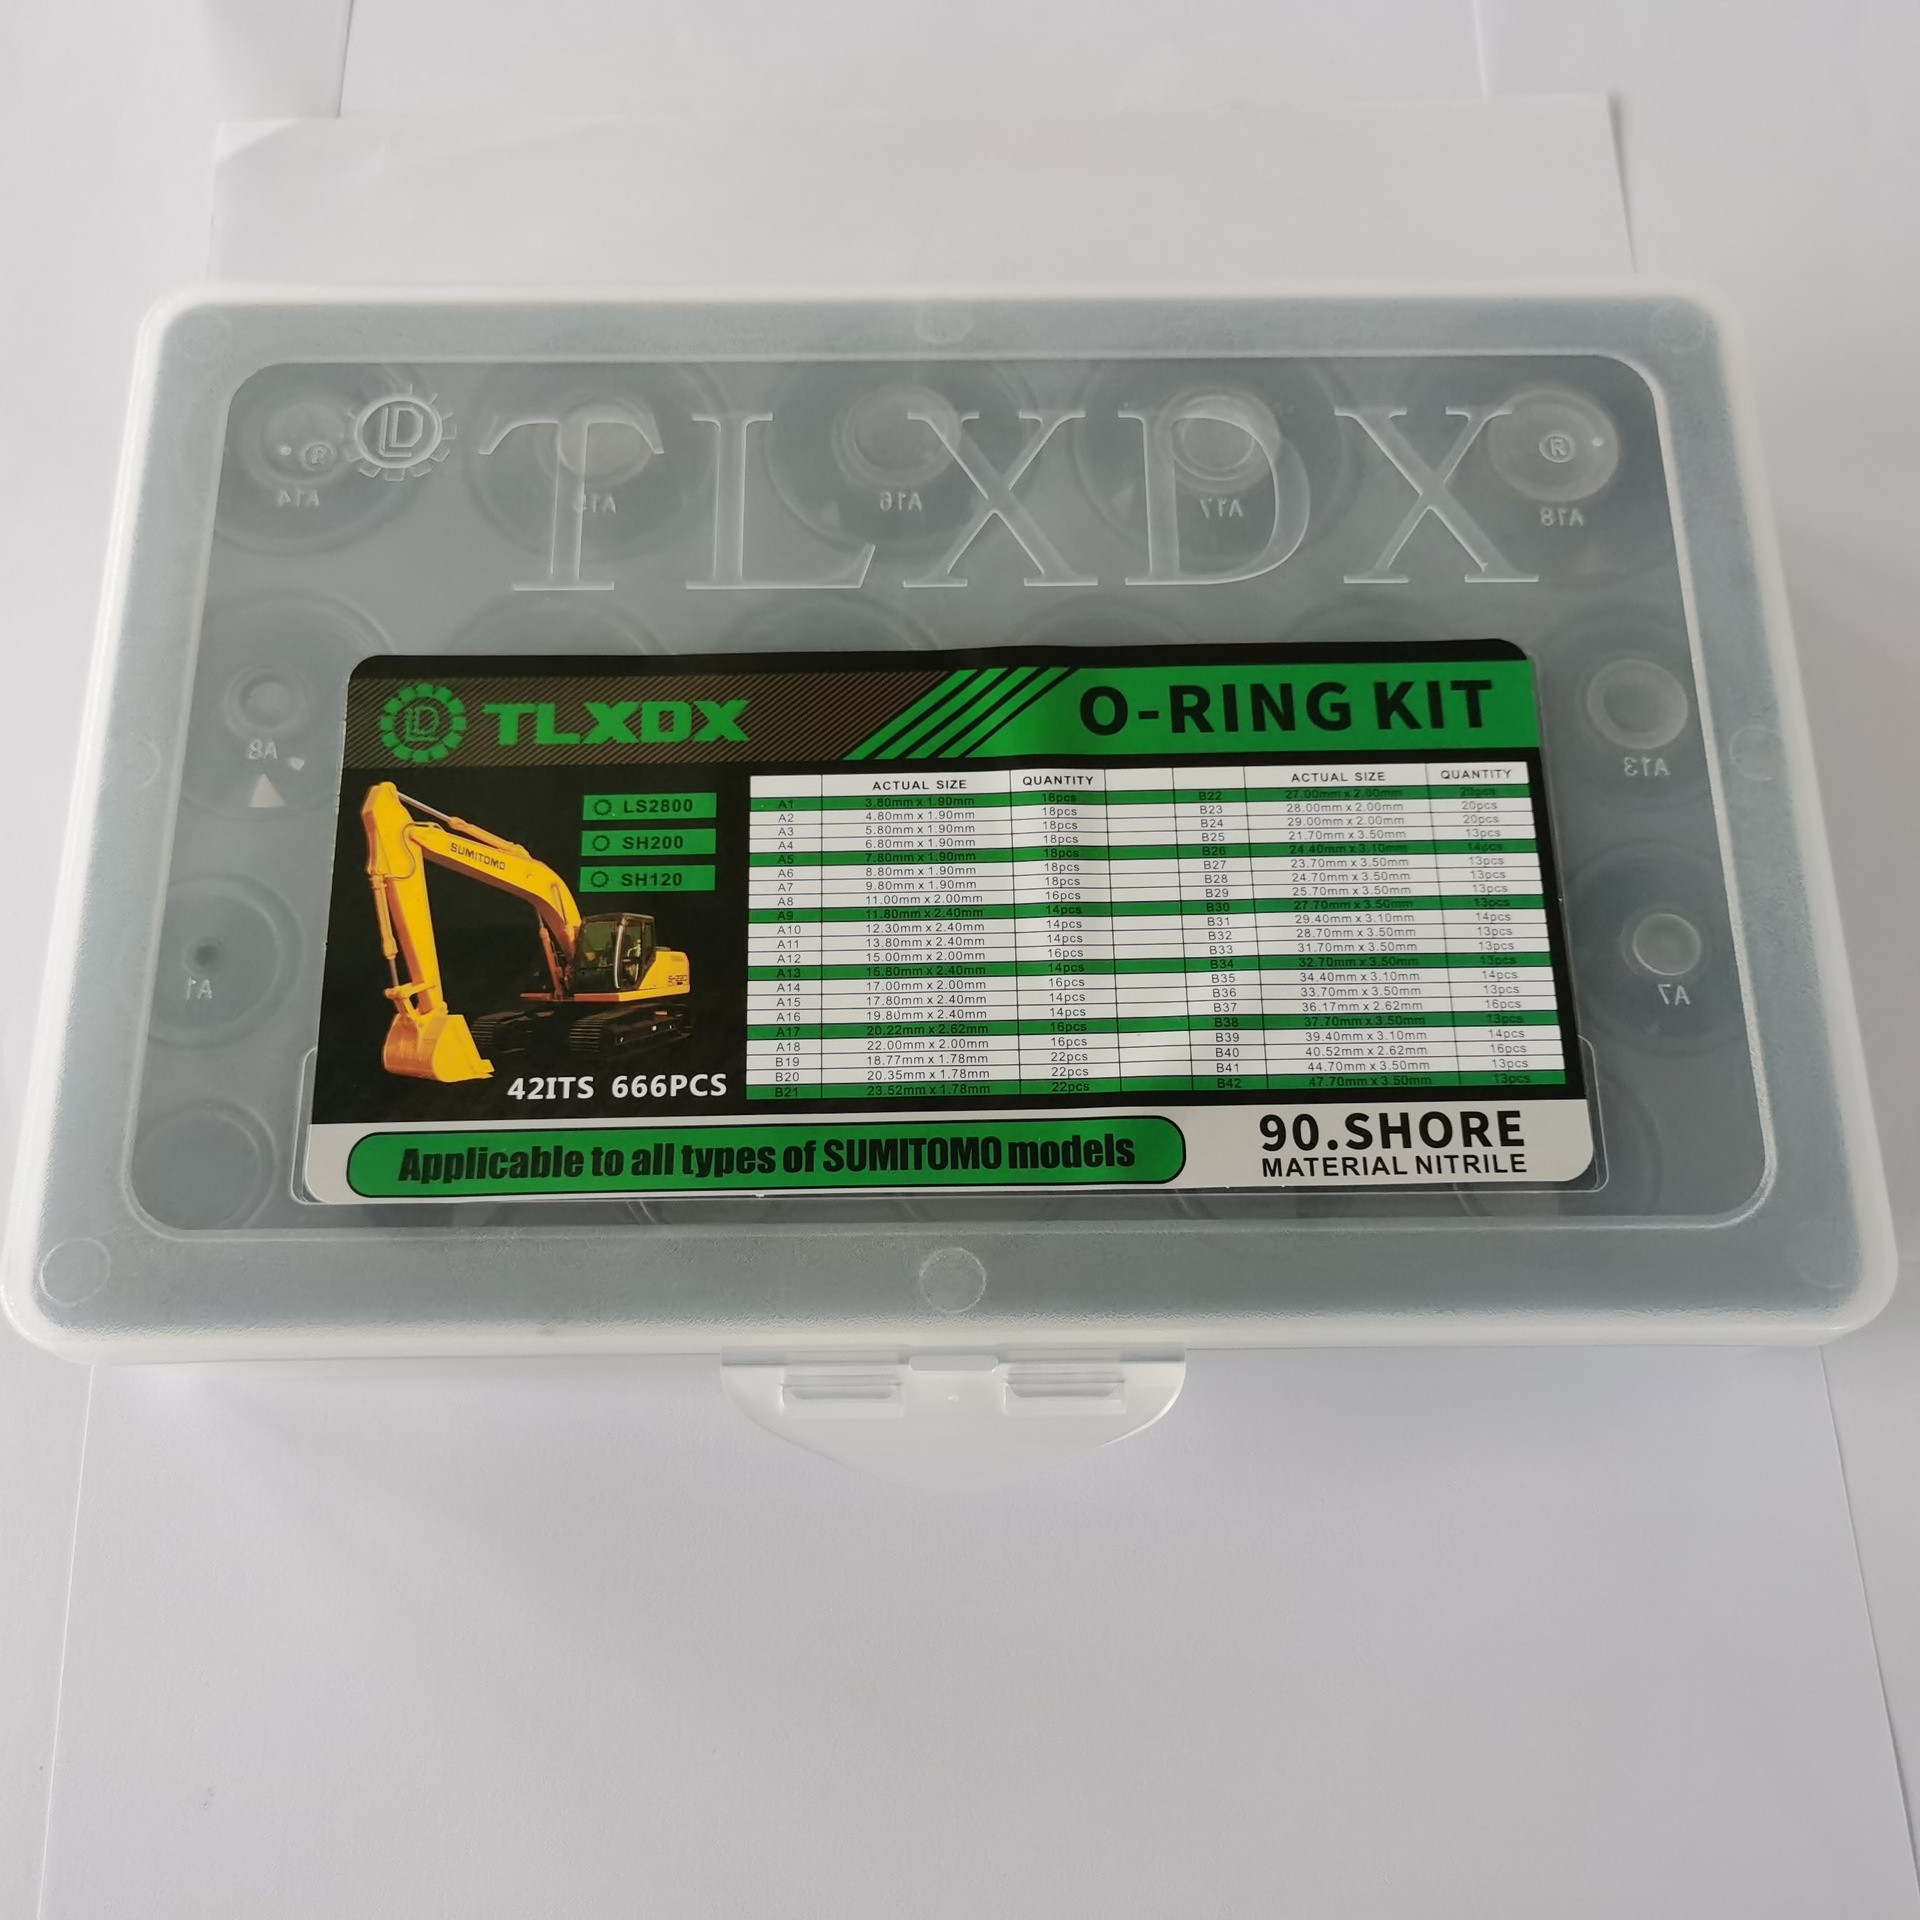 LD TLXDX ®
® A14 A15 A16 A17 A18
A8
A13
A1
A7
LD TLXDX
O-RING KIT
LS2800
SH200
SH120
SUMITOMO
42ITS 666PCS
ACTUAL SIZE QUANTITY ACTUAL SIZE QUANTITY
A1 3.80mm x 1.90mm 18pcs B22 27.00mm x 2.00mm 20pcs
A2 4.80mm x 1.90mm 18pcs B23 28.00mm x 2.00mm 20pcs
A3 5.80mm x 1.90mm 18pcs B24 29.00mm x 2.00mm 20pcs
A4 6.80mm x 1.90mm 18pcs B25 21.70mm x 3.50mm 13pcs
A5 7.80mm x 1.90mm 18pcs B26 24.40mm x 3.10mm 14pcs
A6 8.80mm x 1.90mm 18pcs B27 23.70mm x 3.50mm 13pcs
A7 9.80mm x 1.90mm 18pcs B28 24.70mm x 3.50mm 13pcs
A8 11.00mm x 2.00mm 16pcs B29 25.70mm x 3.50mm 13pcs
A9 11.80mm x 2.40mm 14pcs B30 27.70mm x 3.50mm 13pcs
A10 12.30mm x 2.40mm 14pcs B31 29.40mm x 3.10mm 14pcs
A11 13.80mm x 2.40mm 14pcs B32 28.70mm x 3.50mm 13pcs
A12 15.00mm x 2.00mm 16pcs B33 31.70mm x 3.50mm 13pcs
A13 15.80mm x 2.40mm 14pcs B34 32.70mm x 3.50mm 13pcs
A14 17.00mm x 2.00mm 16pcs B35 34.40mm x 3.10mm 14pcs
A15 17.80mm x 2.40mm 14pcs B36 33.70mm x 3.50mm 13pcs
A16 19.80mm x 2.40mm 14pcs B37 36.17mm x 2.62mm 16pcs
A17 20.22mm x 2.62mm 16pcs B38 37.70mm x 3.50mm 13pcs
A18 22.00mm x 2.00mm 16pcs B39 39.40mm x 3.10mm 14pcs
B19 18.77mm x 1.78mm 22pcs B40 40.52mm x 2.62mm 16pcs
B20 20.35mm x 1.78mm 22pcs B41 44.70mm x 3.50mm 13pcs
B21 23.52mm x 1.78mm 22pcs B42 47.70mm x 3.50mm 13pcs
Applicable to all types of SUMITOMO models
90.SHORE
MATERIAL NITRILE